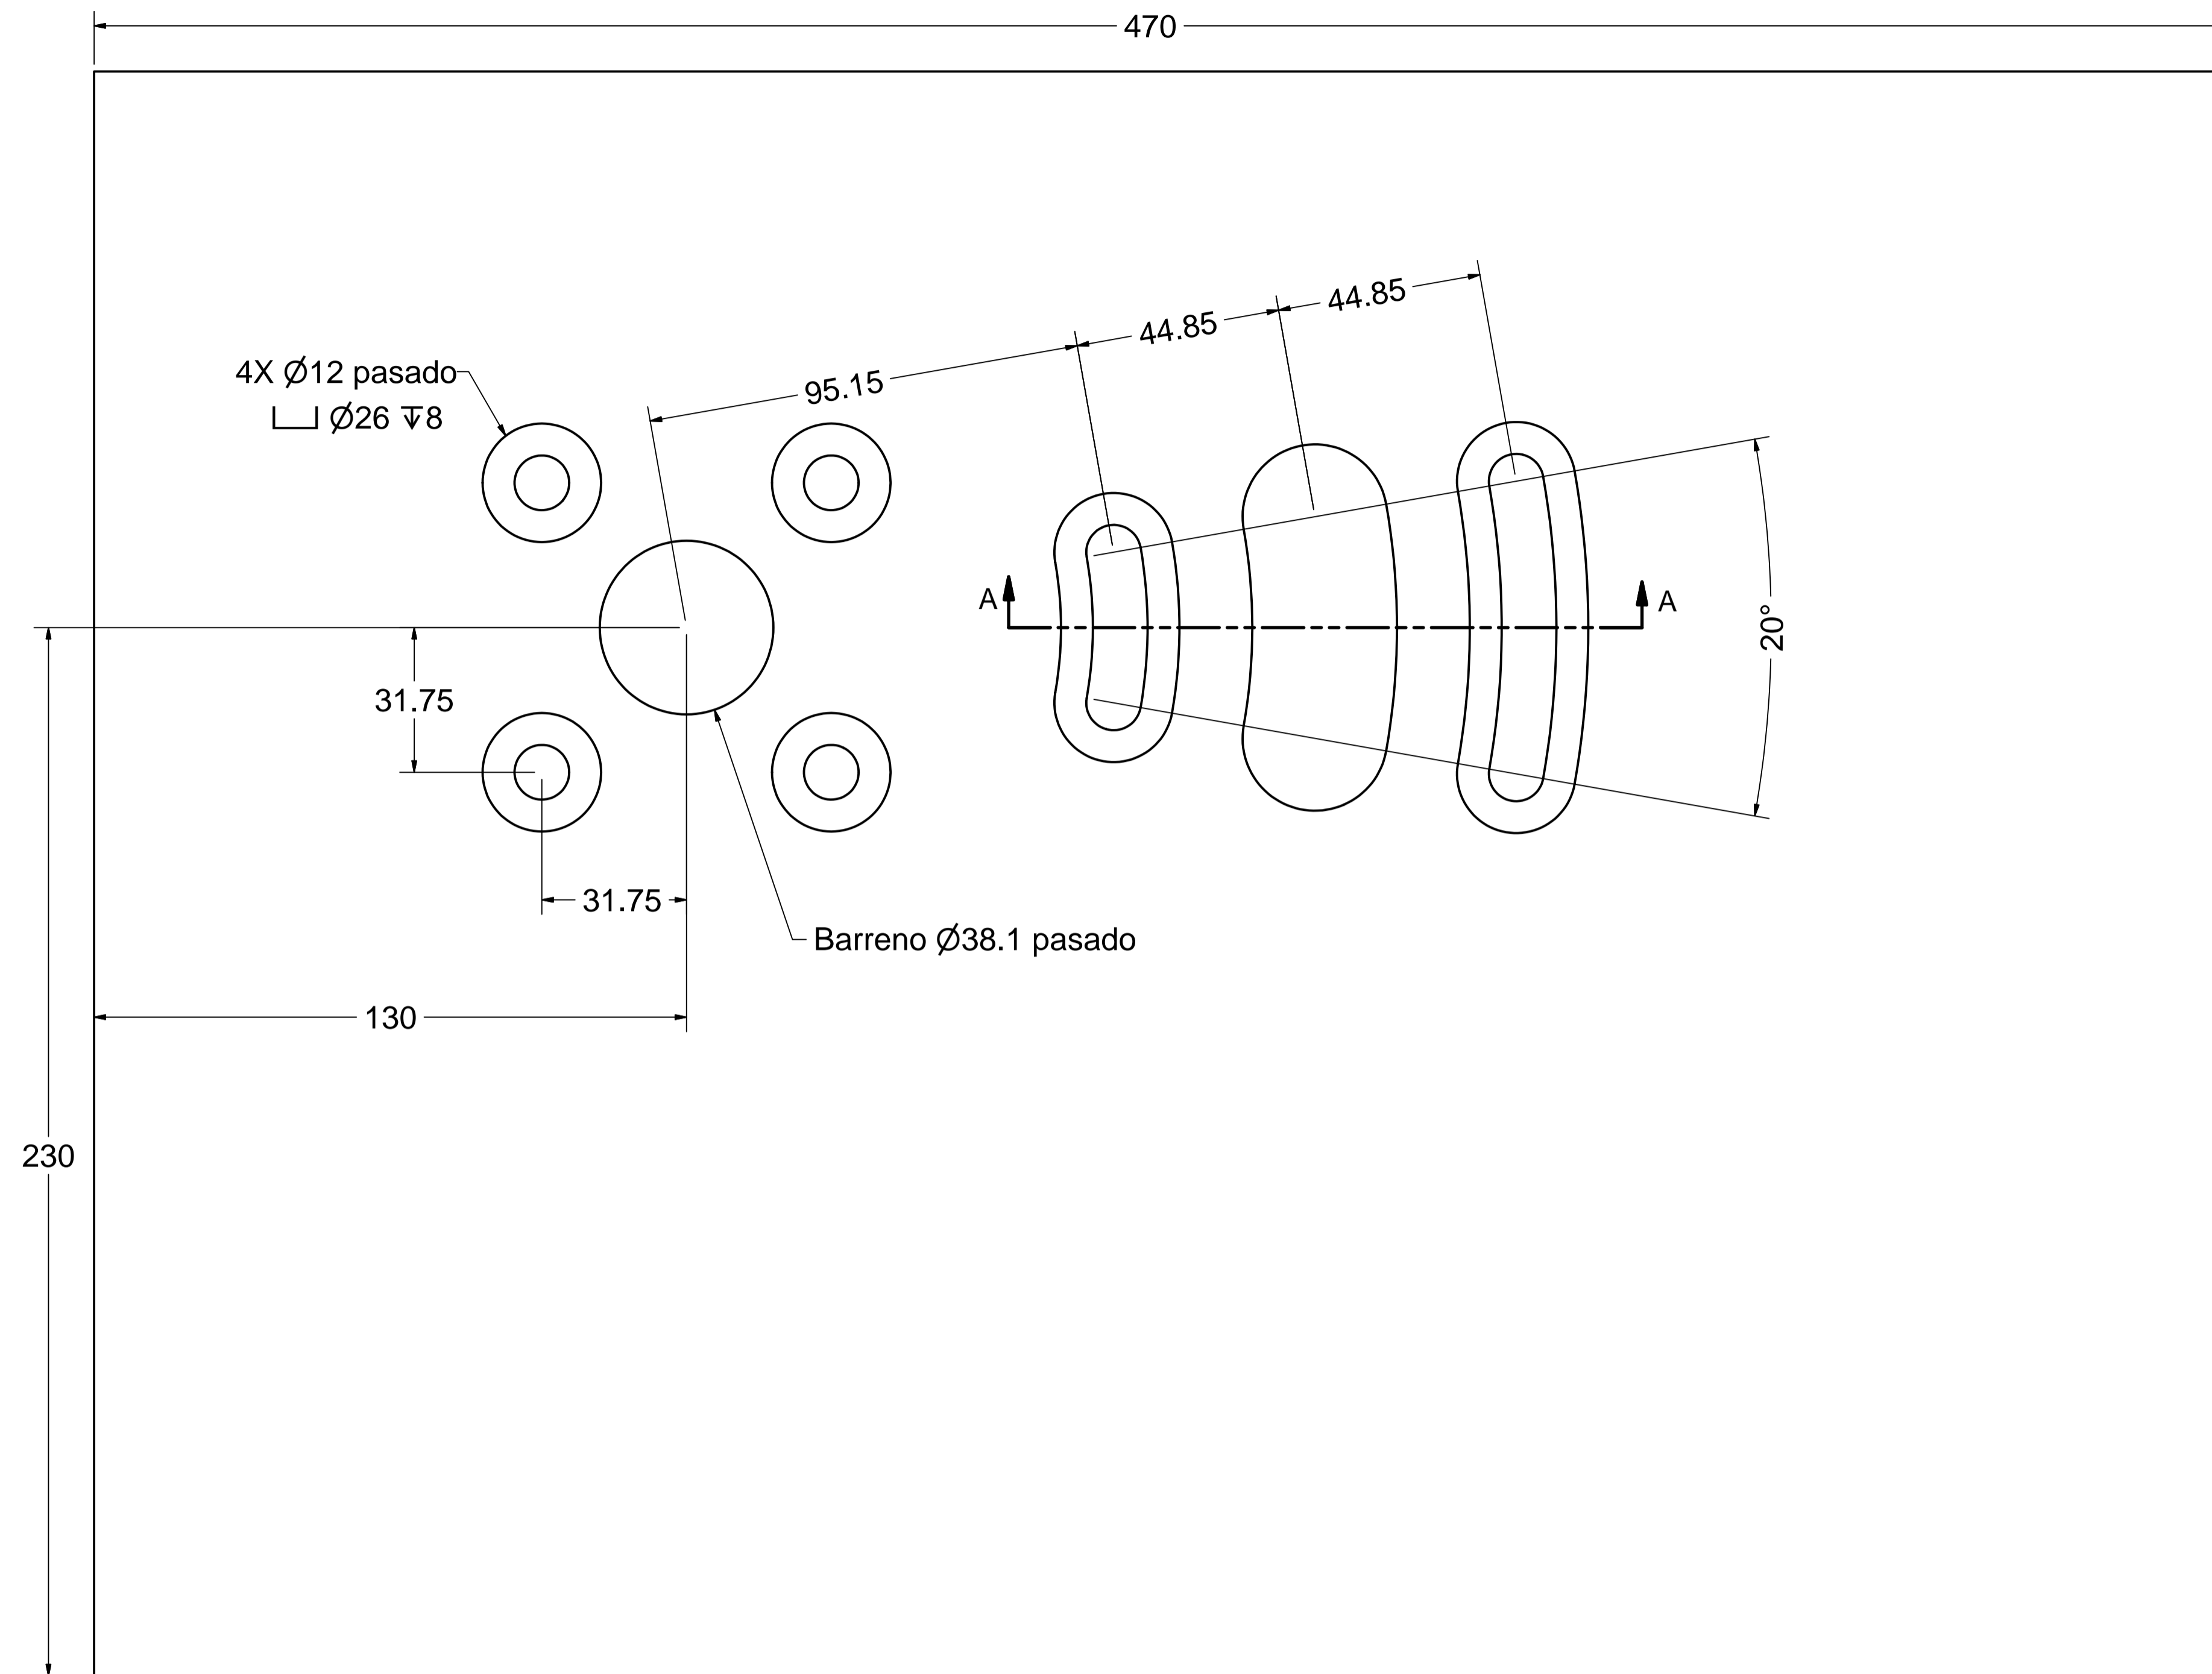 470
44.85
44.85
95.15
4X Ø12 pasado
⌴ Ø26 ↧8
A
A
20°
31.75
31.75
Barreno Ø38.1 pasado
130
230